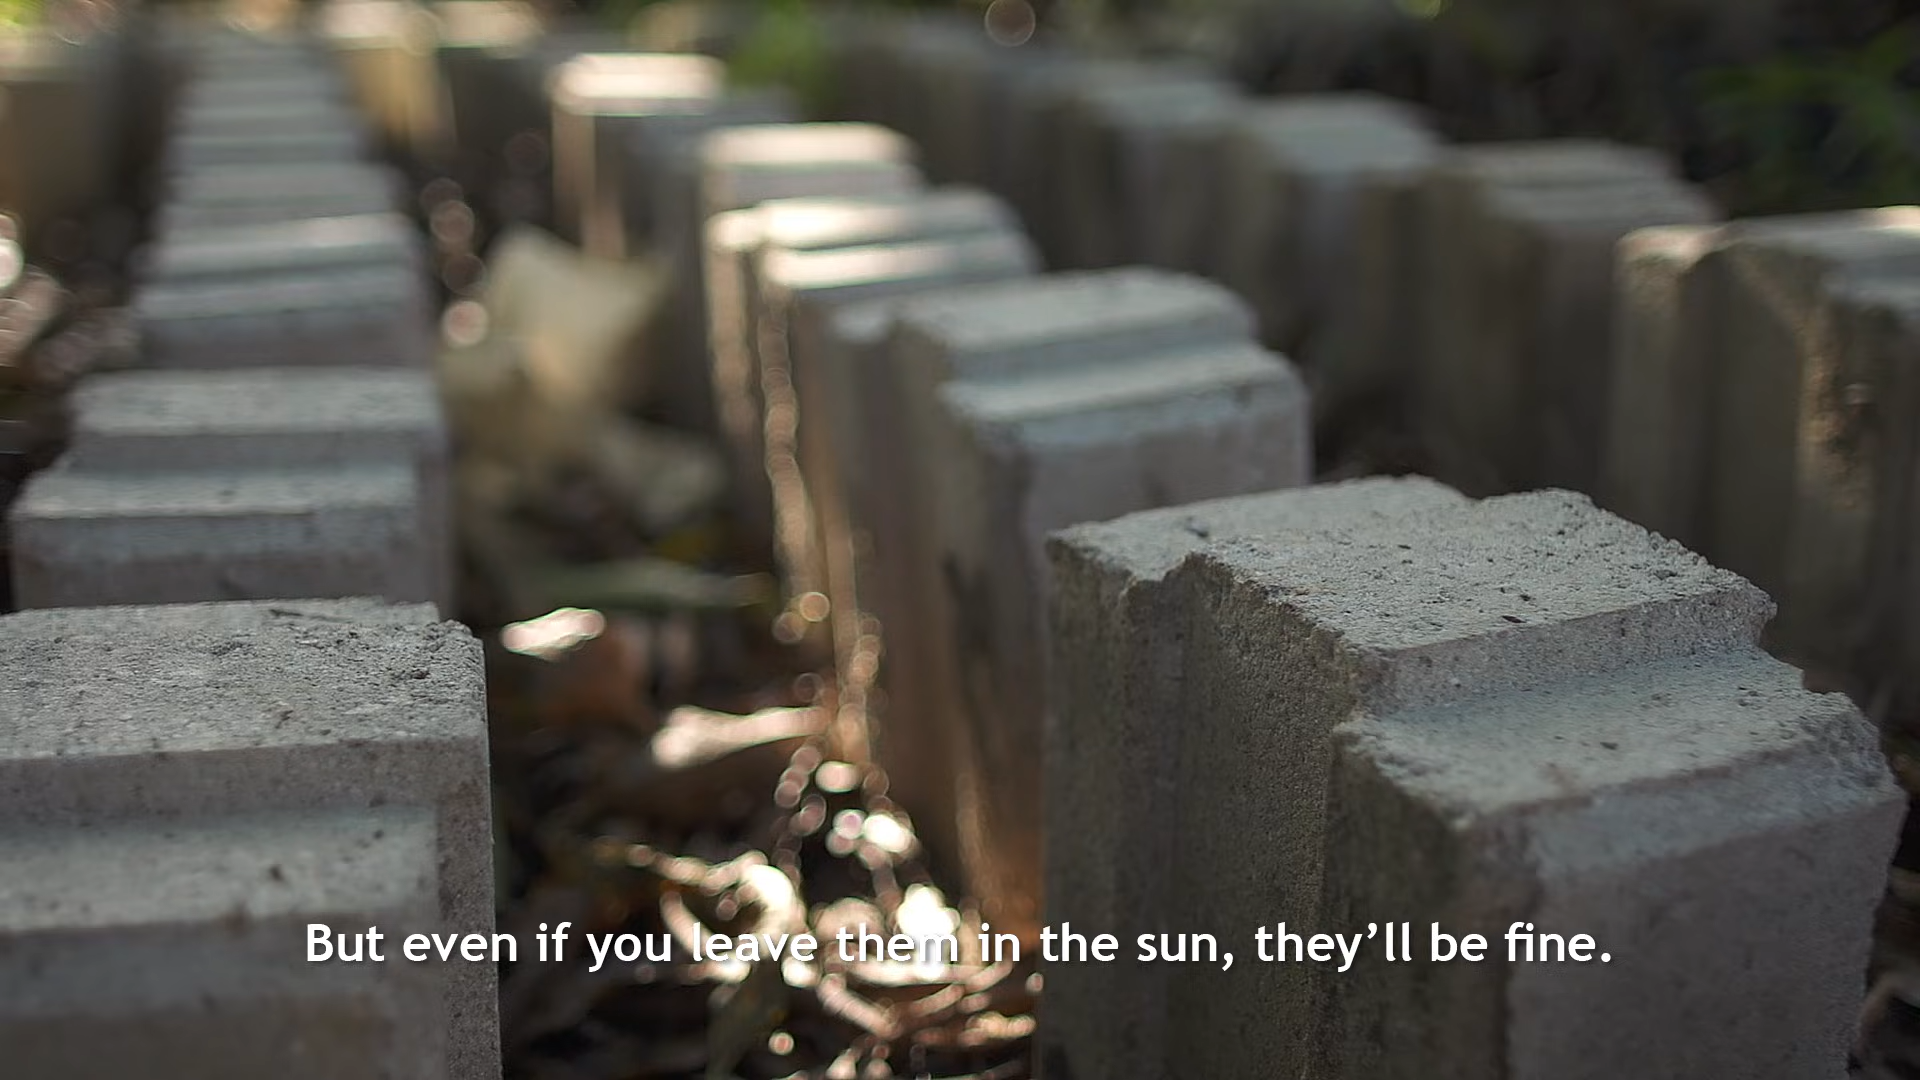 But even if you leave them in the sun, they’ll be fine.